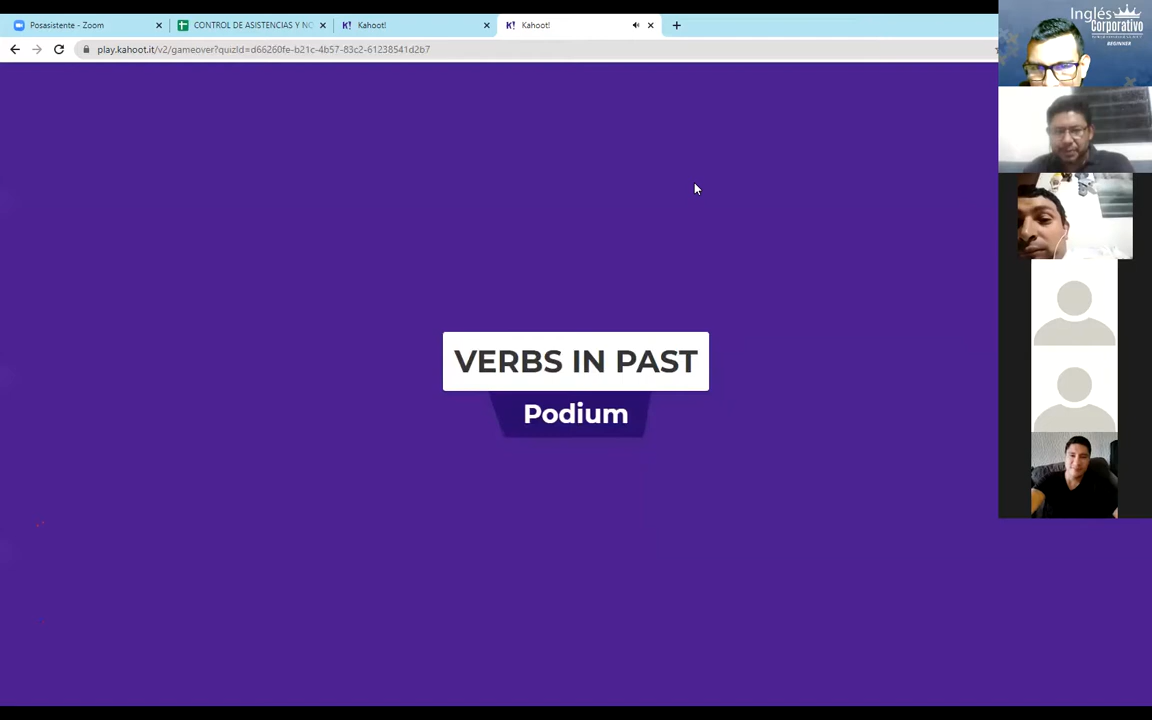 Posasistente - Zoom
CONTROL DE ASISTENCIAS Y NO
Kahoot!
K! Kahoot!
play.kahoot.it/v2/gameover?quizId=d66260fe-b21c-4b57-83c2-61238541d2b7
Inglés
Corporativo
BEGINNER
VERBS IN PAST
Podium